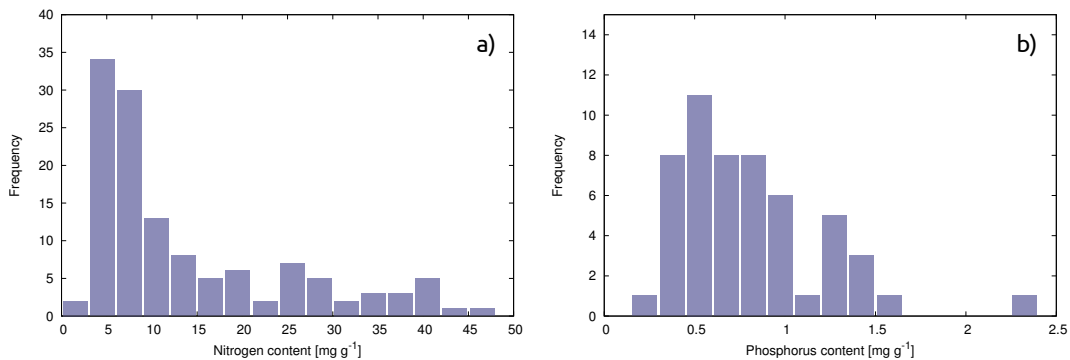 a)
40
35
30
25
20
15
10
5
0
Frequency
0 5 10 15 20 25 30 35 40 45 50
Nitrogen content [mg g-1]
b)
14
12
10
8
6
4
2
0
Frequency
0 0.5 1 1.5 2 2.5
Phosphorus content [mg g-1]